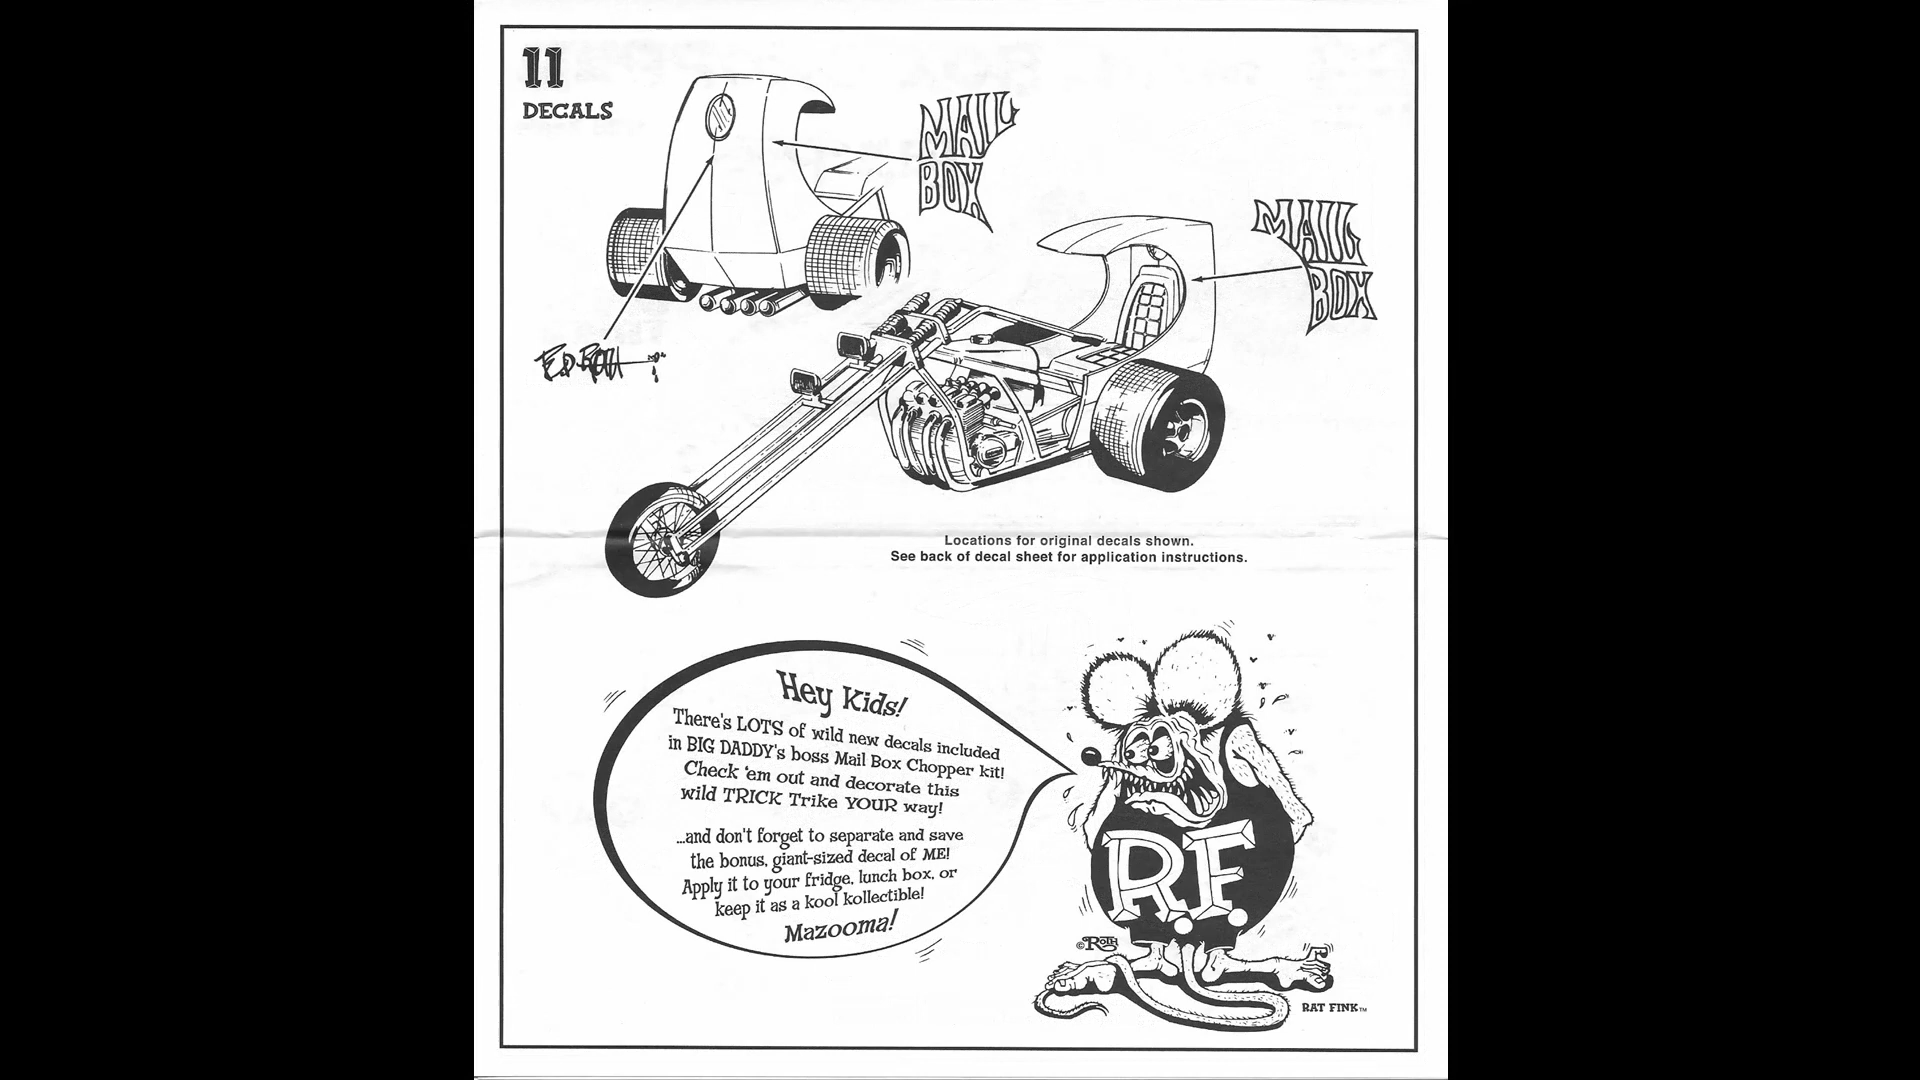 11
DECALS
MAIL
BOX
MAIL
BOX
ED ROTH
Locations for original decals shown.
See back of decal sheet for application instructions.
Hey Kids!
There's LOTS of wild new decals included
in BIG DADDY's boss Mail Box Chopper kit!
Check 'em out and decorate this
wild TRICK Trike YOUR way!
...and don't forget to separate and save
the bonus, giant-sized decal of ME!
Apply it to your fridge, lunch box, or
keep it as a kool kollectible!
Mazooma!
R.F.
©ROTH
RAT FINK™